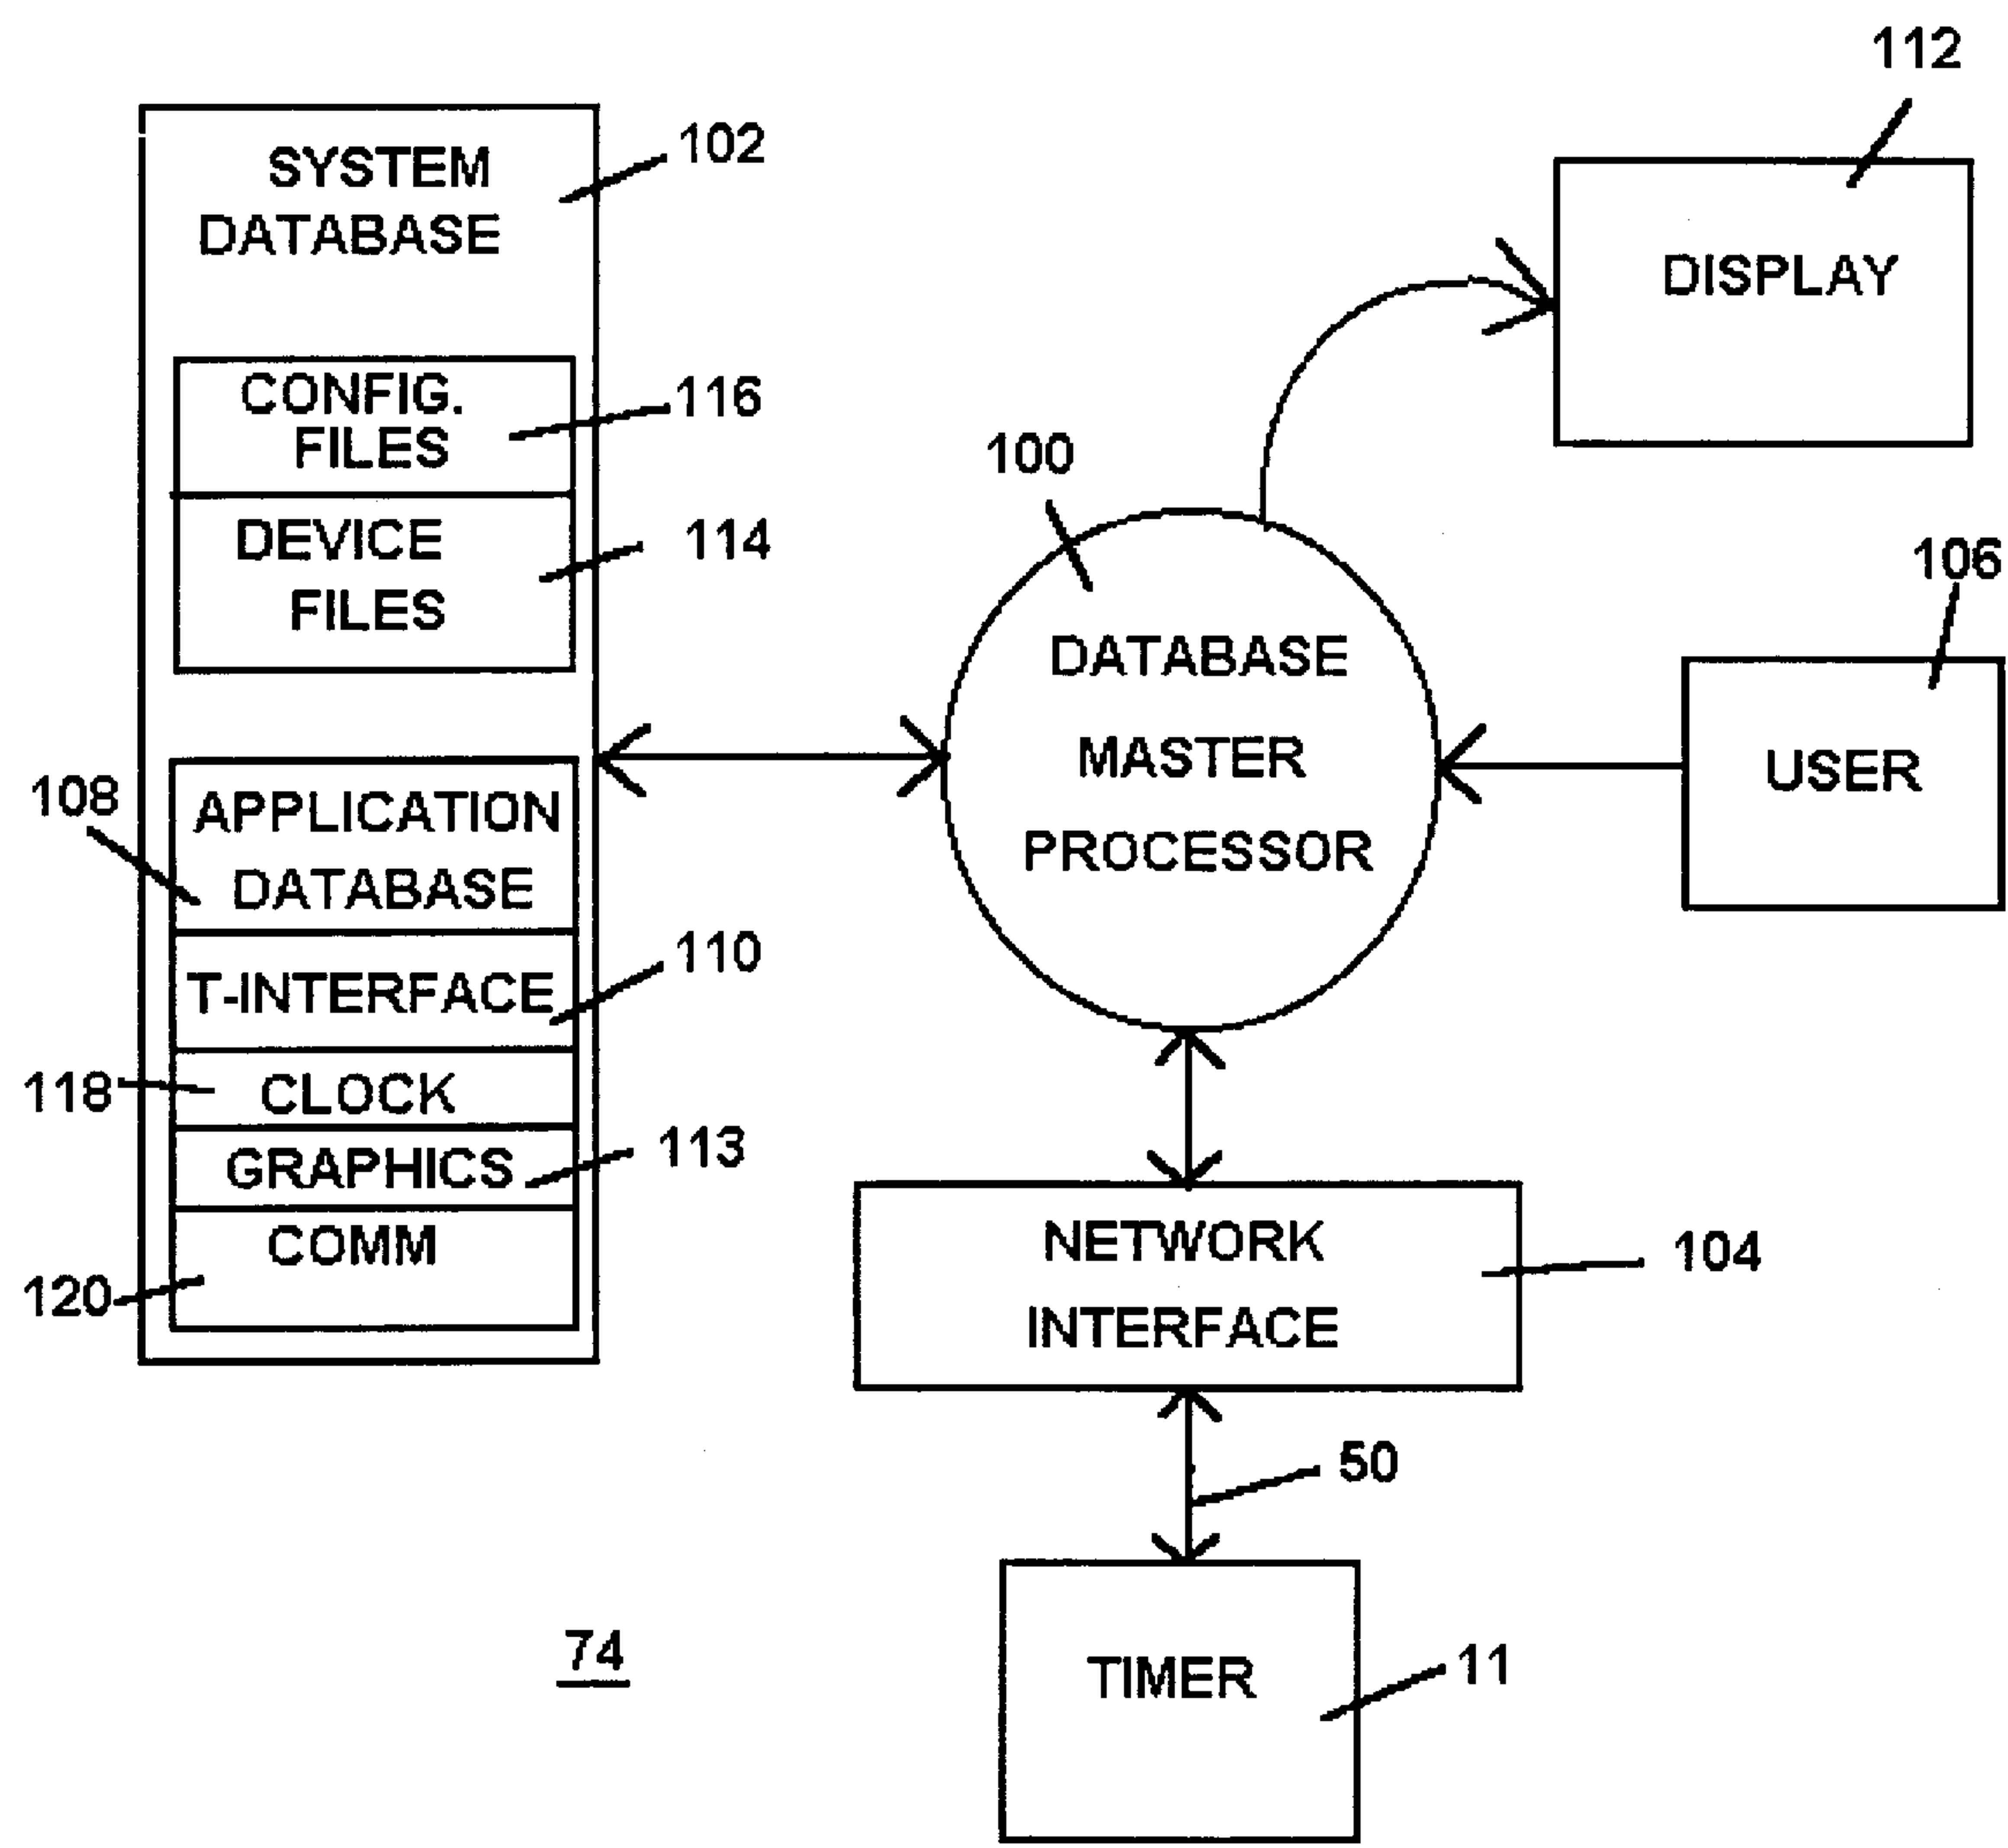 112
SYSTEM
DATABASE
102
DISPLAY
CONFIG.
FILES
116
100
DEVICE
FILES
114
106
DATABASE
MASTER
PROCESSOR
USER
108
APPLICATION
DATABASE
T-INTERFACE
110
118
CLOCK
GRAPHICS
113
COMM
120
NETWORK
INTERFACE
104
50
TIMER
11
74